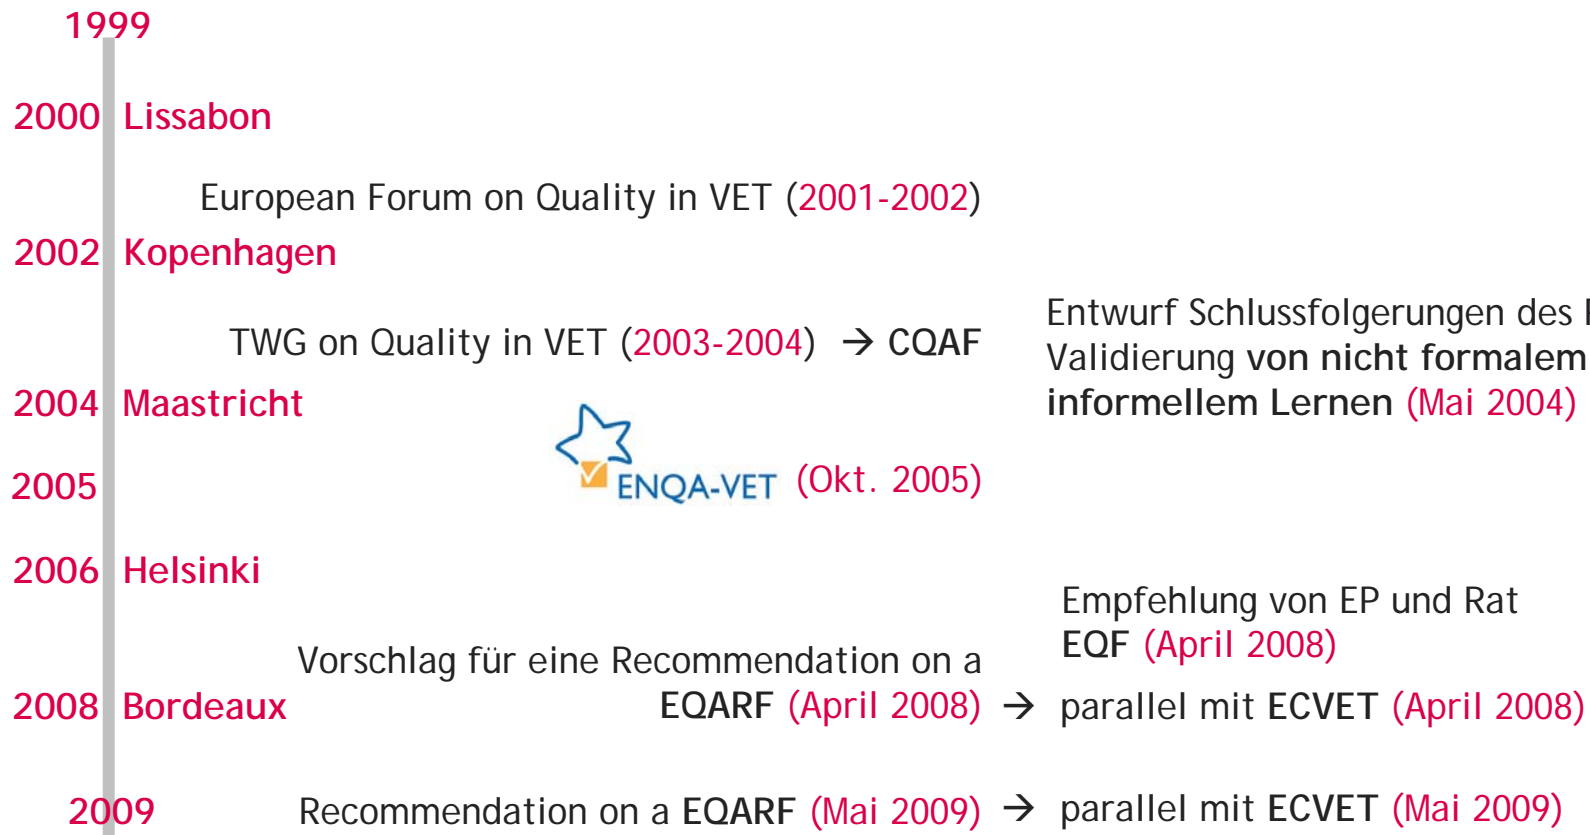 1999
2000 Lissabon
European Forum on Quality in VET (2001-2002)
2002 Kopenhagen
TWG on Quality in VET (2003-2004) → CQAF
Entwurf Schlussfolgerungen des
Validierung von nicht formalem
informellem Lernen (Mai 2004)
2004 Maastricht
2005
ENQA-VET (Okt. 2005)
2006 Helsinki
Empfehlung von EP und Rat
EQF (April 2008)
Vorschlag für eine Recommendation on a
2008 Bordeaux
EQARF (April 2008) → parallel mit ECVET (April 2008)
2009
Recommendation on a EQARF (Mai 2009) → parallel mit ECVET (Mai 2009)